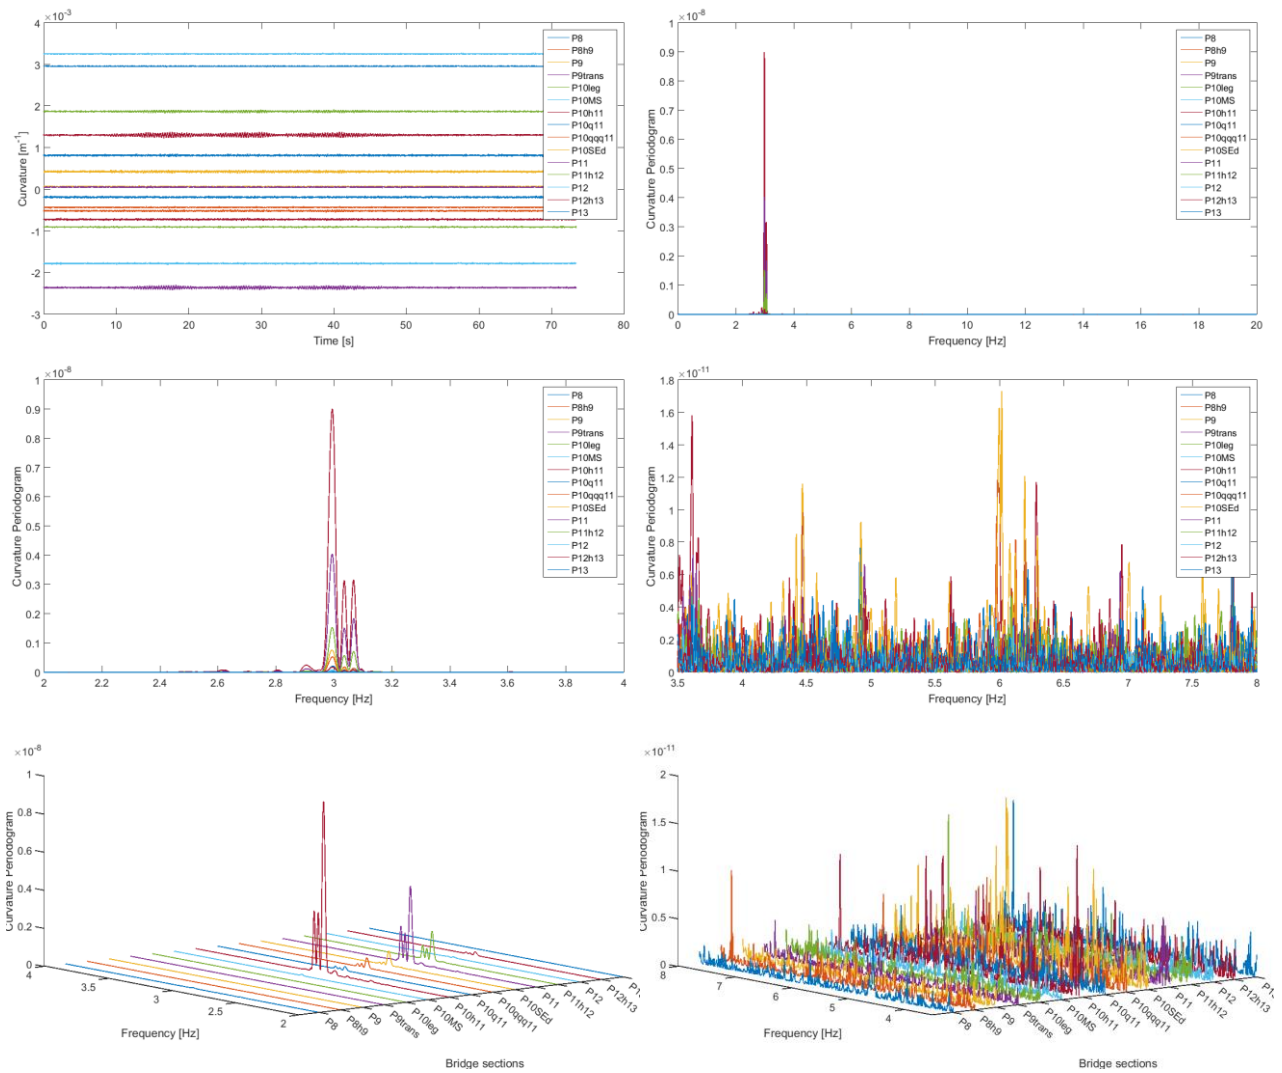 ×10⁻³
4
3
2
1
0
-1
-2
-3
Curvature [m⁻¹]
0 10 20 30 40 50 60 70 80
Time [s]
P8
P8h9
P9
P9trans
P10leg
P10MS
P10h11
P10q11
P10qqq11
P10SEd
P11
P11h12
P12
P12h13
P13
×10⁻⁸
1
0.9
0.8
0.7
0.6
0.5
0.4
0.3
0.2
0.1
0
Curvature Periodogram
0 2 4 6 8 10 12 14 16 18 20
Frequency [Hz]
P8
P8h9
P9
P9trans
P10leg
P10MS
P10h11
P10q11
P10qqq11
P10SEd
P11
P11h12
P12
P12h13
P13
×10⁻⁸
1
0.9
0.8
0.7
0.6
0.5
0.4
0.3
0.2
0.1
0
Curvature Periodogram
2 2.2 2.4 2.6 2.8 3 3.2 3.4 3.6 3.8 4
Frequency [Hz]
P8
P8h9
P9
P9trans
P10leg
P10MS
P10h11
P10q11
P10qqq11
P10SEd
P11
P11h12
P12
P12h13
P13
×10⁻¹¹
1.8
1.6
1.4
1.2
1
0.8
0.6
0.4
0.2
0
Curvature Periodogram
3.5 4 4.5 5 5.5 6 6.5 7 7.5 8
Frequency [Hz]
P8
P8h9
P9
P9trans
P10leg
P10MS
P10h11
P10q11
P10qqq11
P10SEd
P11
P11h12
P12
P12h13
P13
×10⁻⁸
1
0.8
0.6
0.4
0.2
0
Curvature Periodogram
4 3.5 3 2.5 2
Frequency [Hz]
P8
P8h9
P9
P9trans
P10leg
P10MS
P10h11
P10q11
P10qqq11
P10SEd
P11
P11h12
P12
P12h13
Bridge sections
×10⁻¹¹
2
1.5
1
0.5
0
Curvature Periodogram
8 7 6 5 4
Frequency [Hz]
P8
P8h9
P9
P9trans
P10leg
P10MS
P10h11
P10q11
P10qqq11
P10SEd
P11
P11h12
P12
P12h13
Bridge sections